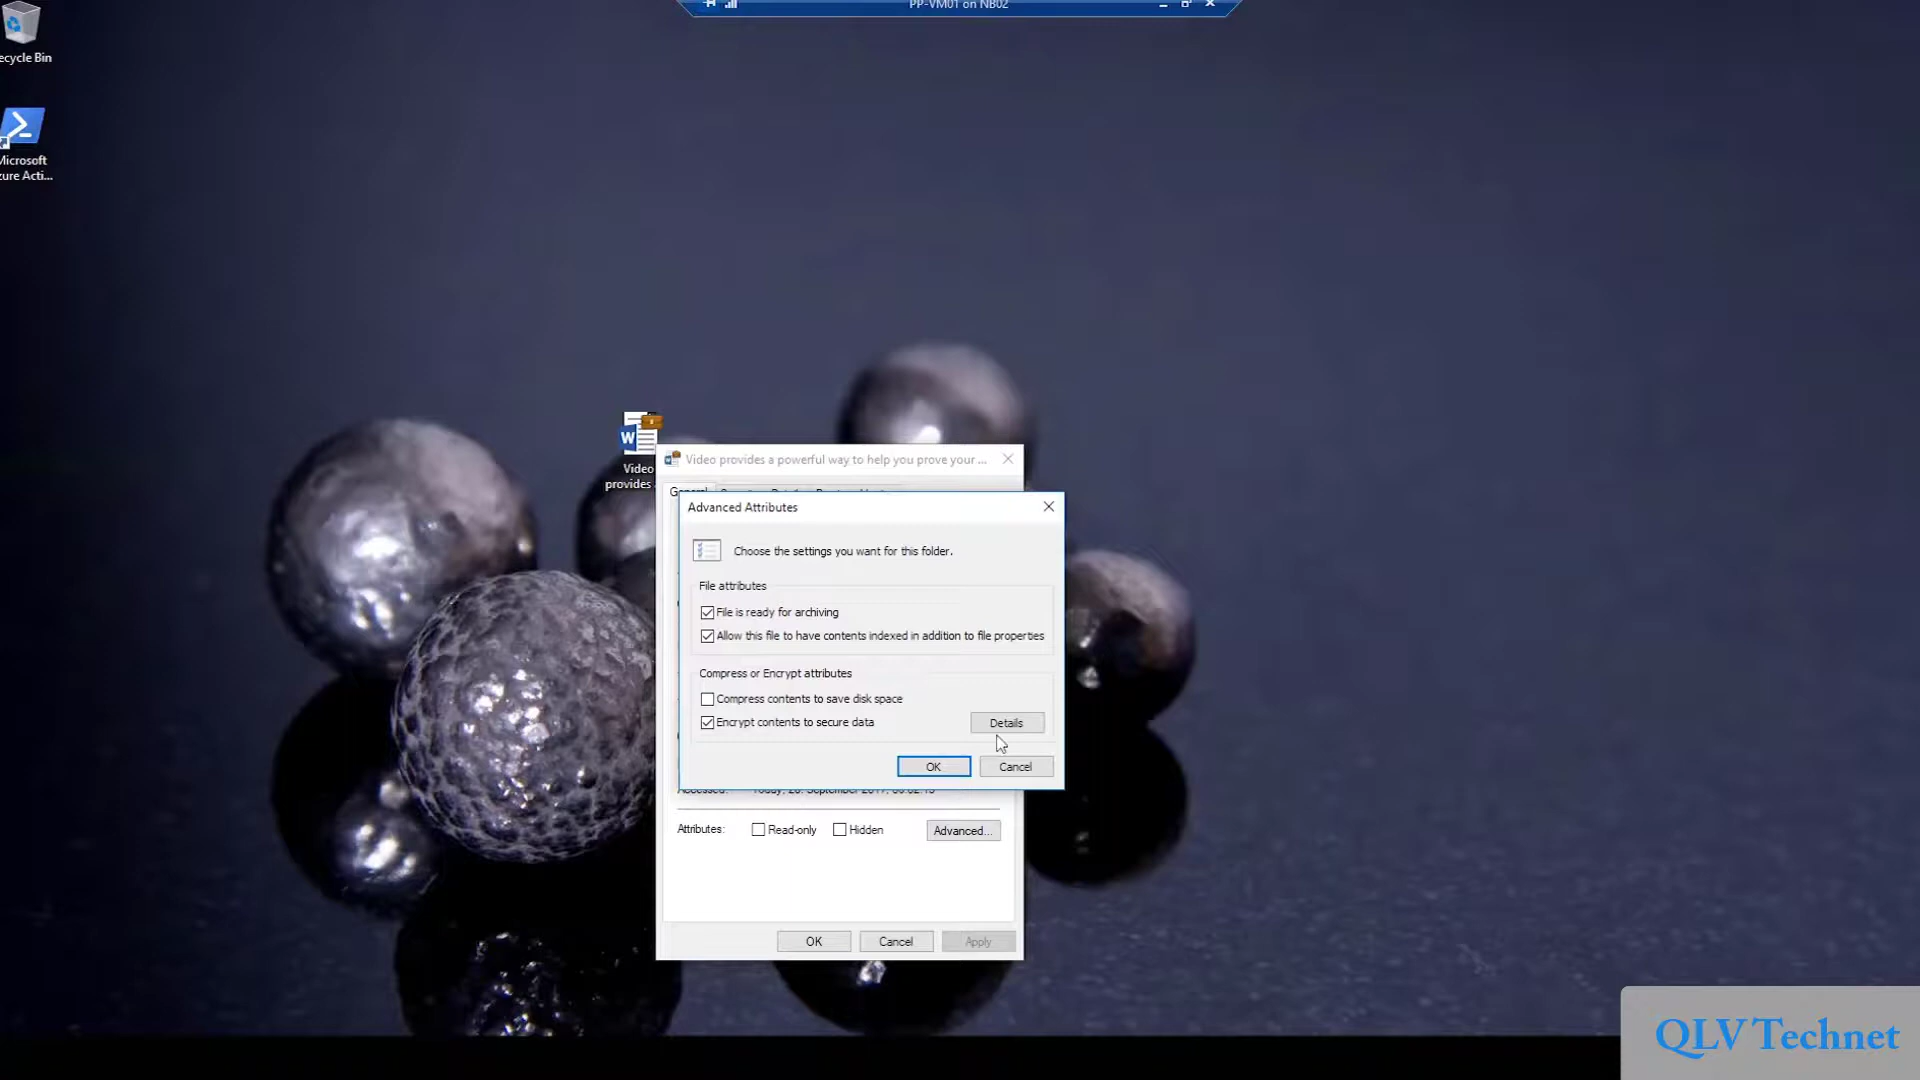 PP-VM01 on NB02
ecycle Bin
Microsoft
zure Acti...
Video
provides
Video provides a powerful way to help you prove your ...
General
Advanced Attributes
Choose the settings you want for this folder.
File attributes
File is ready for archiving
Allow this file to have contents indexed in addition to file properties
Compress or Encrypt attributes
Compress contents to save disk space
Encrypt contents to secure data
Details
OK
Cancel
Attributes:
Read-only
Hidden
Advanced...
OK
Cancel
Apply
QLV Technet